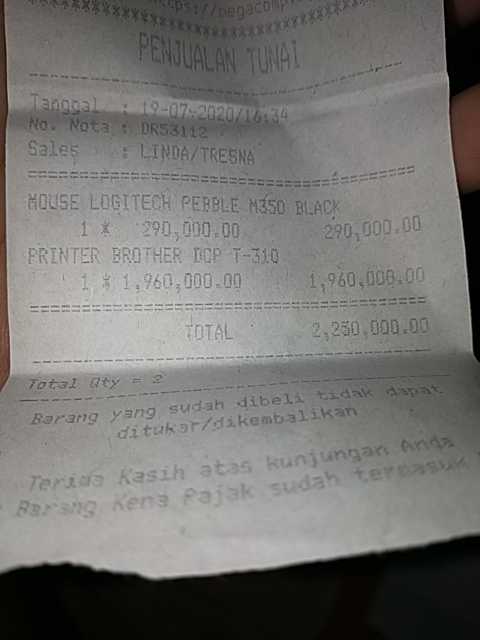 https://pegacomp
PENJUALAN TUNAI
Tanggal : 19-07-2020/16:34
No. Nota : DR53112
Sales : LINDA/TRESNA
MOUSE LOGITECH PEBBLE M350 BLACK
1 * 290,000.00 290,000.00
PRINTER BROTHER DCP T-310
1 * 1,960,000.00 1,960,000.00
TOTAL 2,250,000.00
Total Qty = 2
Barang yang sudah dibeli tidak dapat
ditukar/dikembalikan
Terima Kasih atas kunjungan Anda
Barang Kena Pajak sudah termasuk